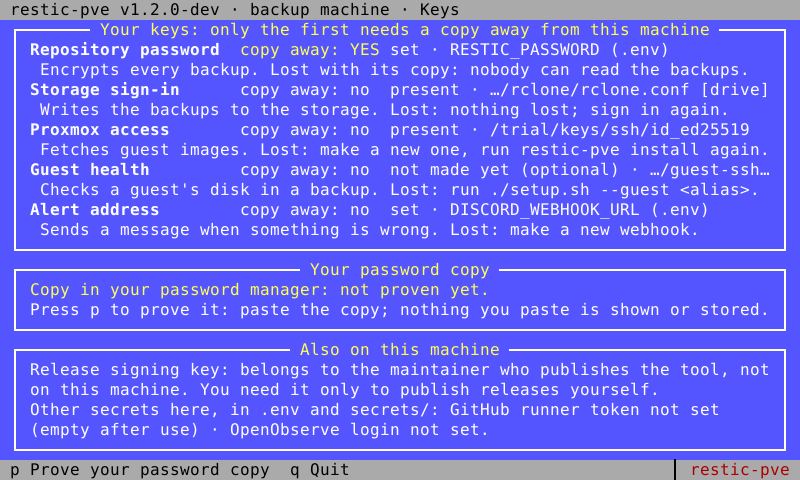 restic-pve v1.2.0-dev · backup machine · Keys
Your keys: only the first needs a copy away from this machine
Repository password  copy away: YES set · RESTIC_PASSWORD (.env)
Encrypts every backup. Lost with its copy: nobody can read the backups.
Storage sign-in      copy away: no  present · …/rclone/rclone.conf [drive]
Writes the backups to the storage. Lost: nothing lost; sign in again.
Proxmox access       copy away: no  present · /trial/keys/ssh/id_ed25519
Fetches guest images. Lost: make a new one, run restic-pve install again.
Guest health         copy away: no  not made yet (optional) · …/guest-ssh…
Checks a guest's disk in a backup. Lost: run ./setup.sh --guest <alias>.
Alert address        copy away: no  set · DISCORD_WEBHOOK_URL (.env)
Sends a message when something is wrong. Lost: make a new webhook.
Your password copy
Copy in your password manager: not proven yet.
Press p to prove it: paste the copy; nothing you paste is shown or stored.
Also on this machine
Release signing key: belongs to the maintainer who publishes the tool, not
on this machine. You need it only to publish releases yourself.
Other secrets here, in .env and secrets/: GitHub runner token not set
(empty after use) · OpenObserve login not set.
p Prove your password copy  q Quit
restic-pve